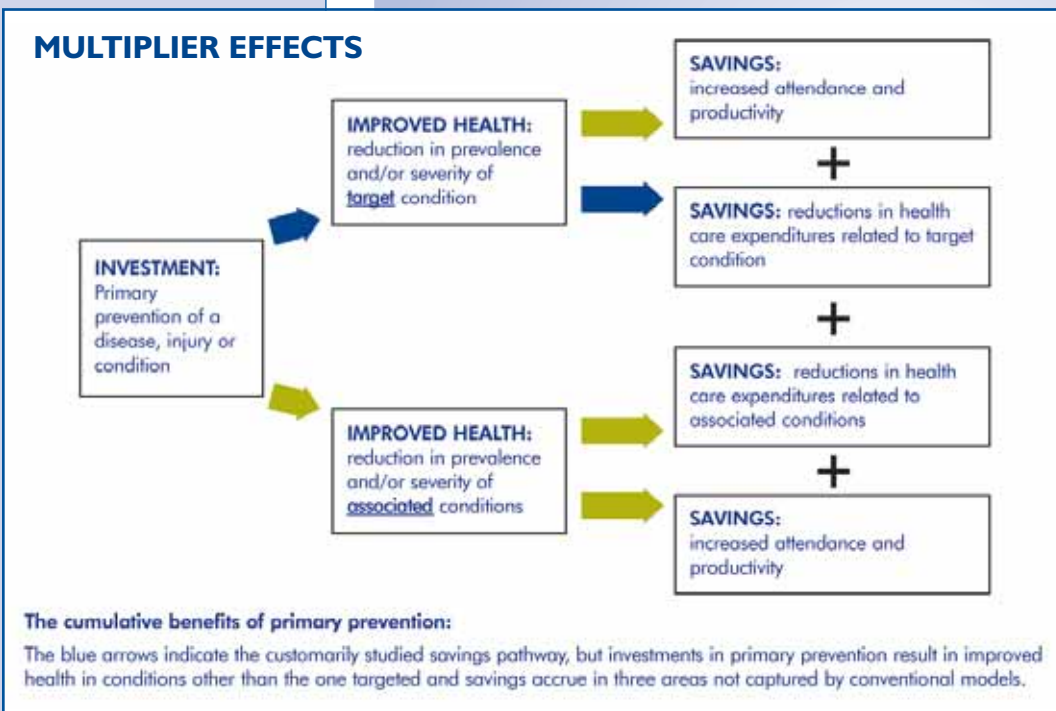 MULTIPLIER EFFECTS
INVESTMENT:
Primary
prevention of a
disease, injury or
condition
IMPROVED HEALTH:
reduction in prevalence
and/or severity of
target condition
SAVINGS:
increased attendance and
productivity
+
SAVINGS: reductions in health
care expenditures related to target
condition
+
IMPROVED HEALTH:
reduction in prevalence
and/or severity of
associated conditions
SAVINGS: reductions in health
care expenditures related to
associated conditions
+
SAVINGS:
increased attendance and
productivity
The cumulative benefits of primary prevention:
The blue arrows indicate the customarily studied savings pathway, but investments in primary prevention result in improved
health in conditions other than the one targeted and savings accrue in three areas not captured by conventional models.